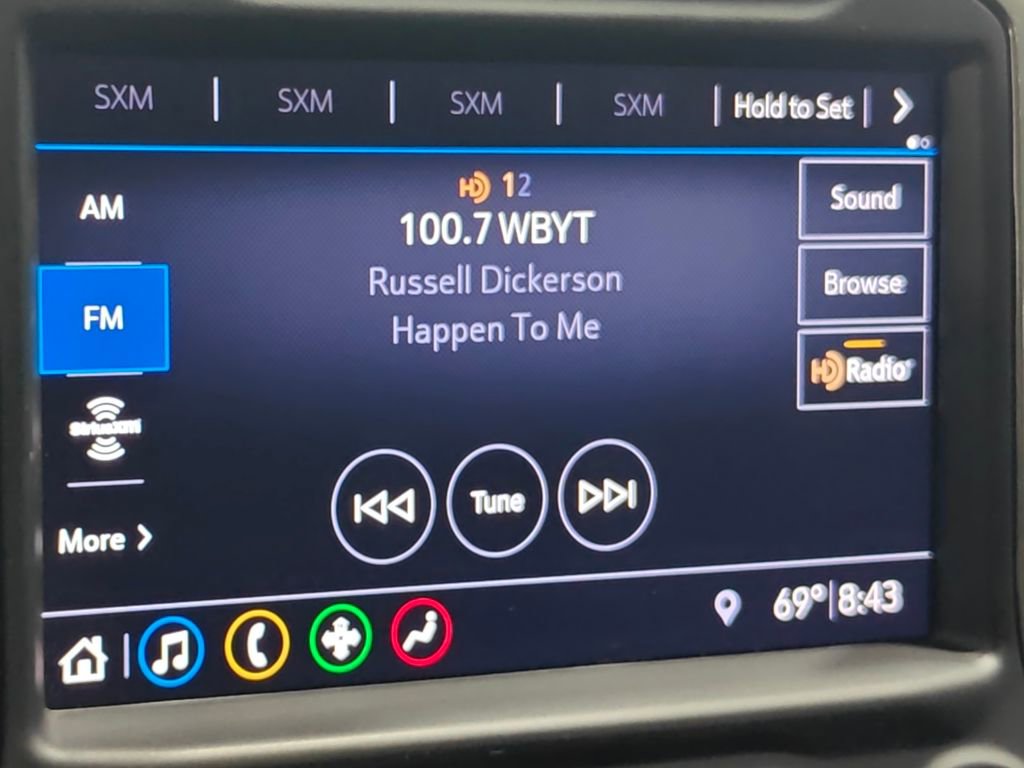 SXM | SXM | SXM | SXM | Hold to Set |
HD 12
100.7 WBYT
Russell Dickerson
Happen To Me
AM
FM
SiriusXM
More
Sound
Browse
HD Radio
Tune
69° | 8:43